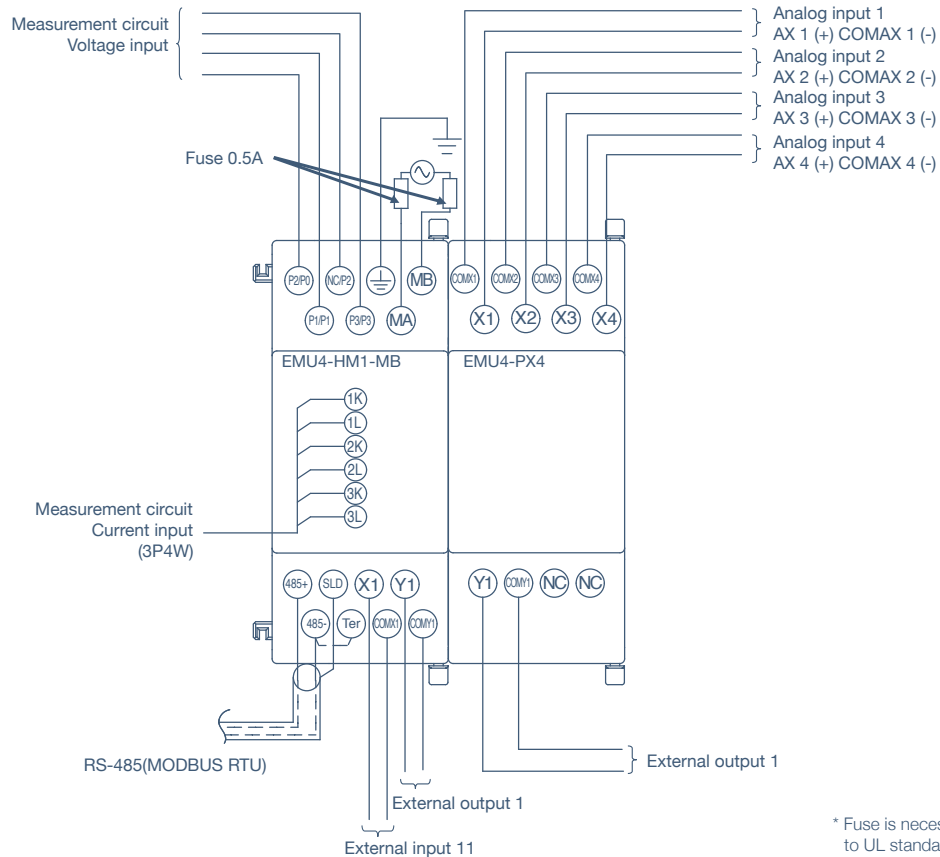 Measurement circuit
Voltage input
Analog input 1
AX 1 (+) COMAX 1 (-)
Analog input 2
AX 2 (+) COMAX 2 (-)
Analog input 3
AX 3 (+) COMAX 3 (-)
Analog input 4
AX 4 (+) COMAX 4 (-)
Fuse 0.5A
P2/P0
NC/P2
MB
COMX1
COMX2
COMX3
COMX4
P1/P1
P3/P3
MA
X1
X2
X3
X4
EMU4-HM1-MB
EMU4-PX4
1K
1L
2K
2L
3K
3L
Measurement circuit
Current input
(3P4W)
485+
SLD
X1
Y1
Y1
COMY1
NC
NC
485-
Ter
COMX1
COMY1
RS-485(MODBUS RTU)
External output 1
External output 1
External input 11
* Fuse is
to UL